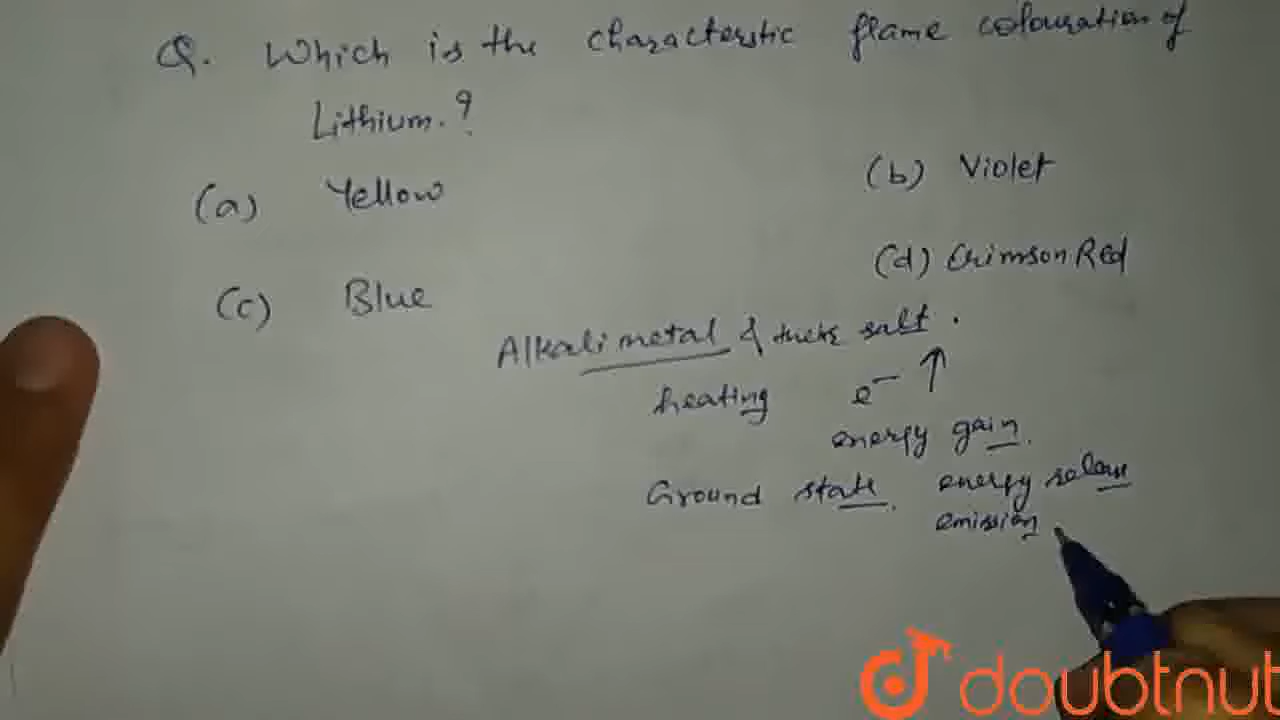 Q. Which is the characterstic flame colouration of
Lithium.?
(a) Yellow (b) Violet
(c) Blue (d) Crimson Red
Alkali metal & their salt.
heating e⁻ ↑
energy gain.
Ground state. energy release
emission
doubtnut